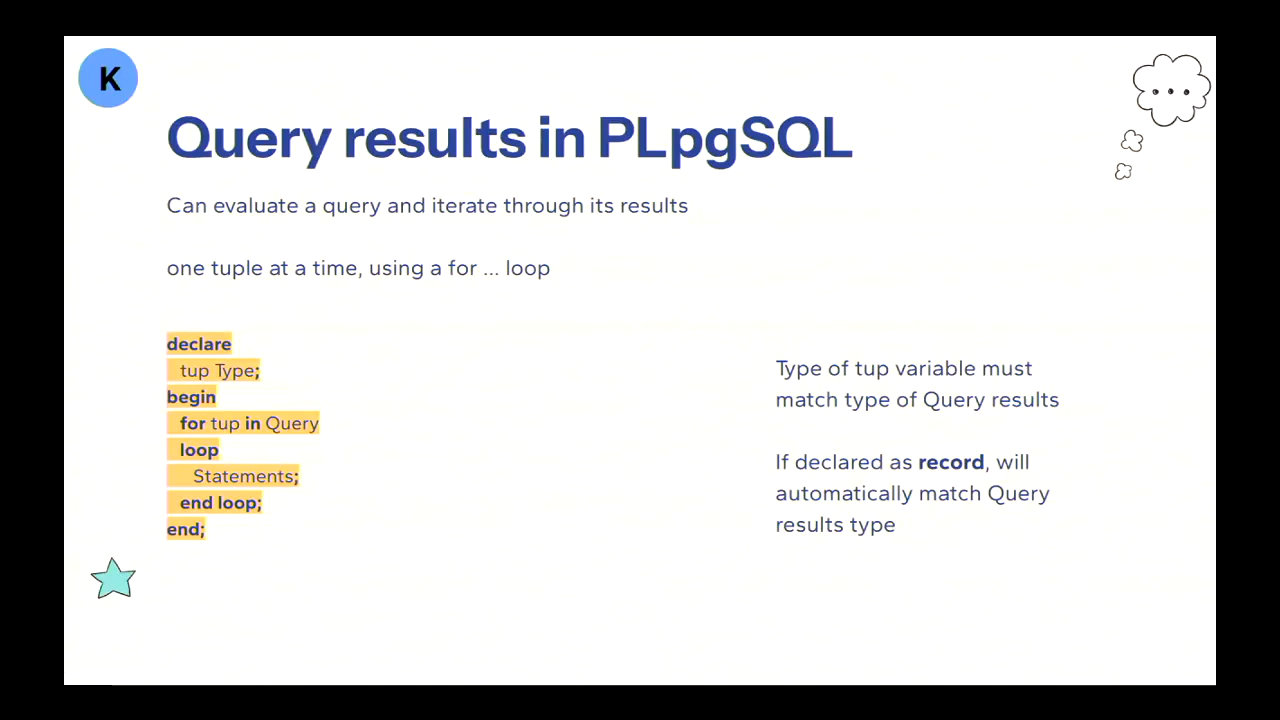 K
Query results in PLpgSQL
Can evaluate a query and iterate through its results
one tuple at a time, using a for ... loop
declare
tup Type;
begin
for tup in Query
loop
Statements;
end loop;
end;
Type of tup variable must
match type of Query results
If declared as record, will
automatically match Query
results type